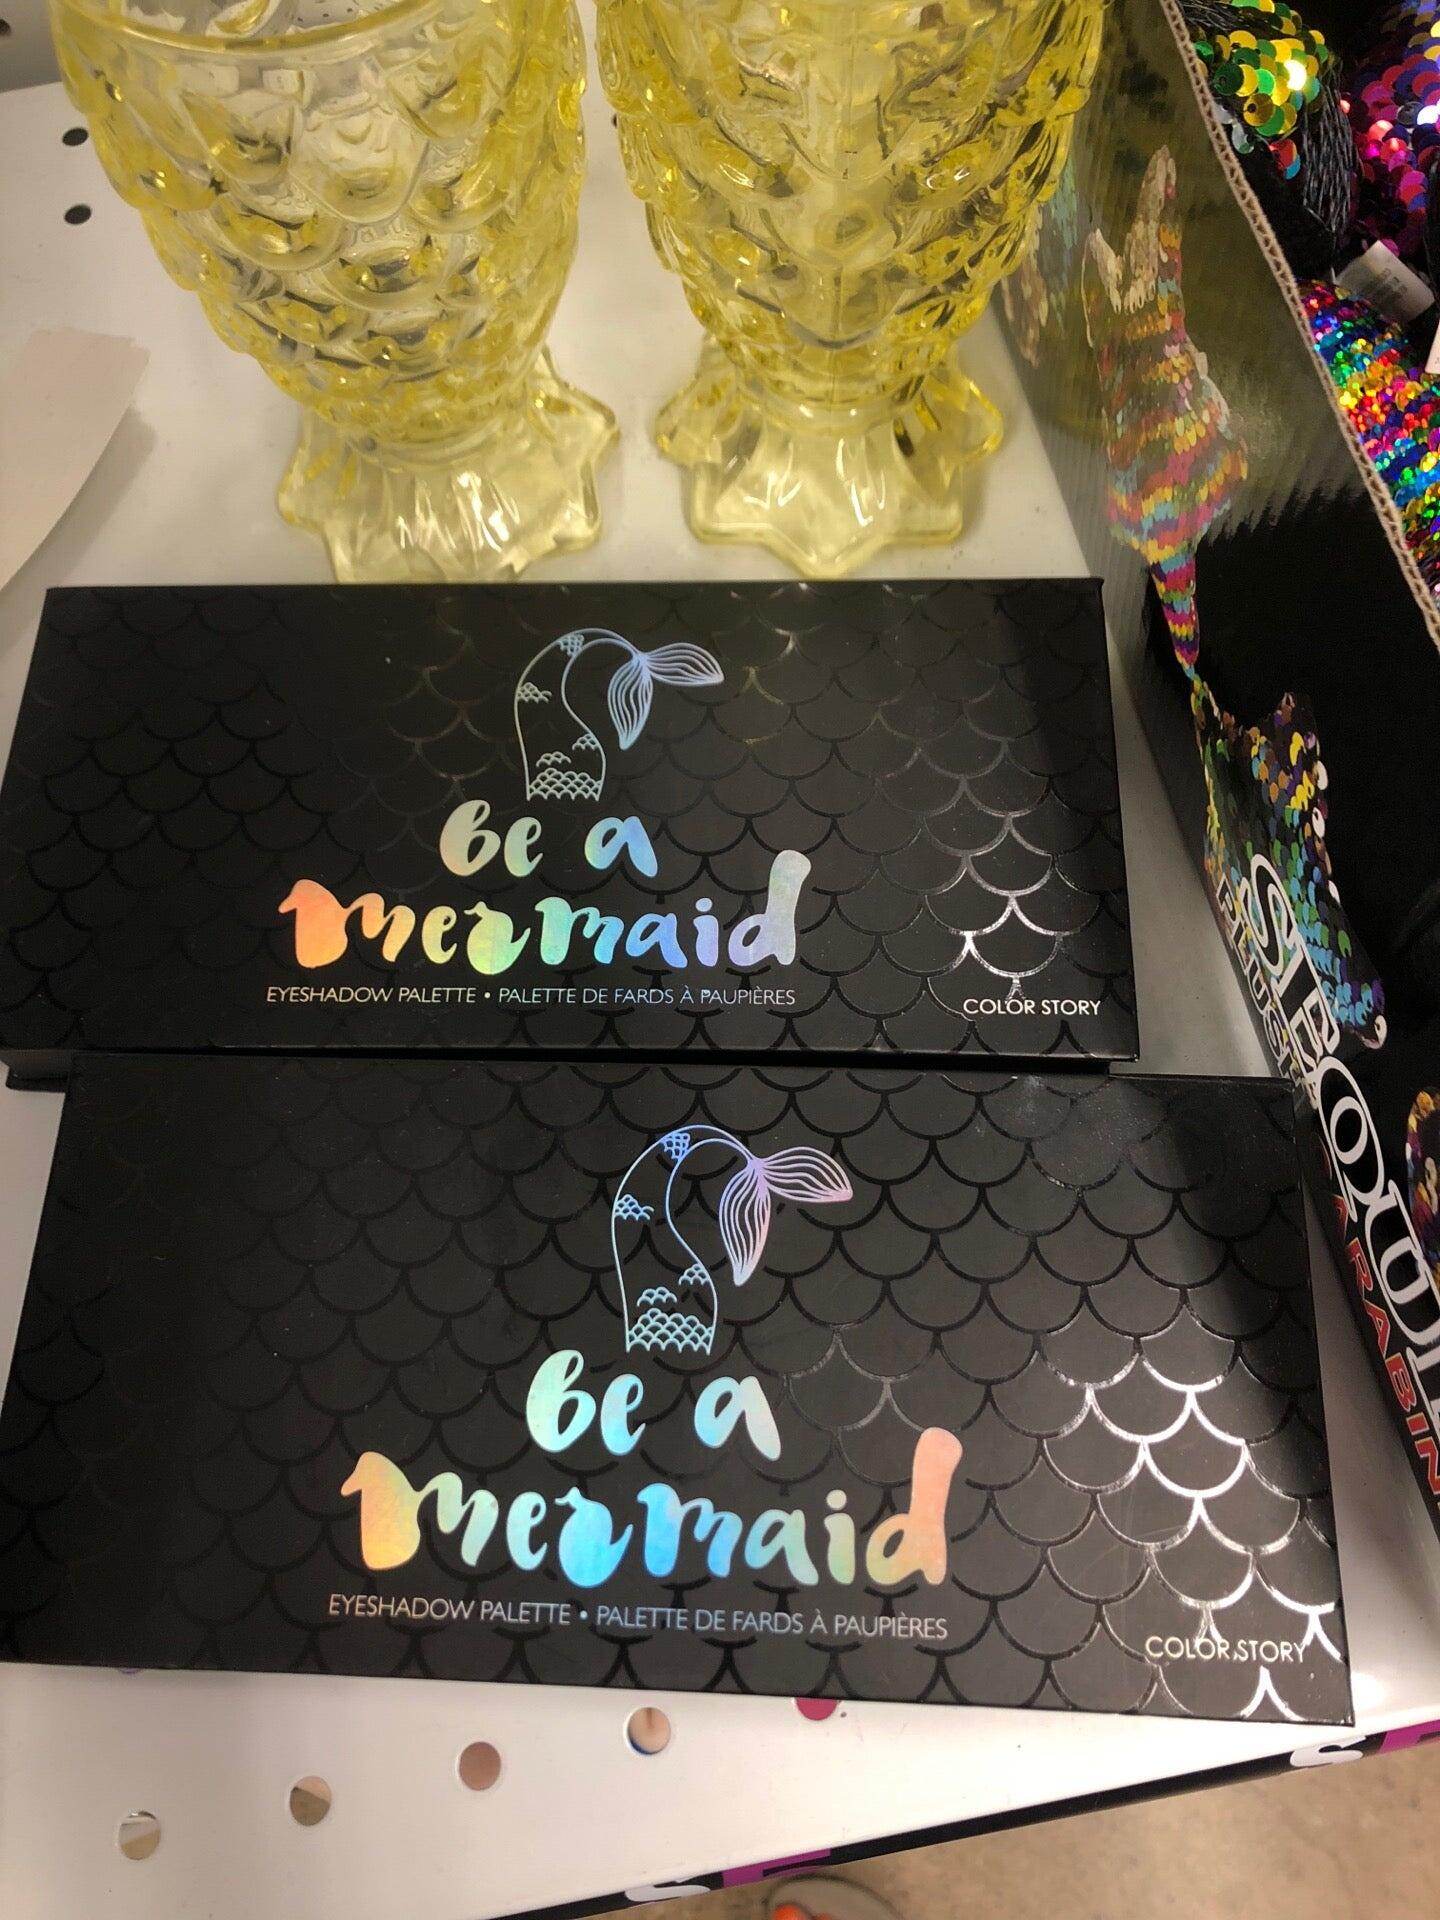 be a
mermaid
EYESHADOW PALETTE • PALETTE DE FARDS À PAUPIÈRES
COLOR STORY
be a
mermaid
EYESHADOW PALETTE • PALETTE DE FARDS À PAUPIÈRES
COLOR STORY
PLUSH